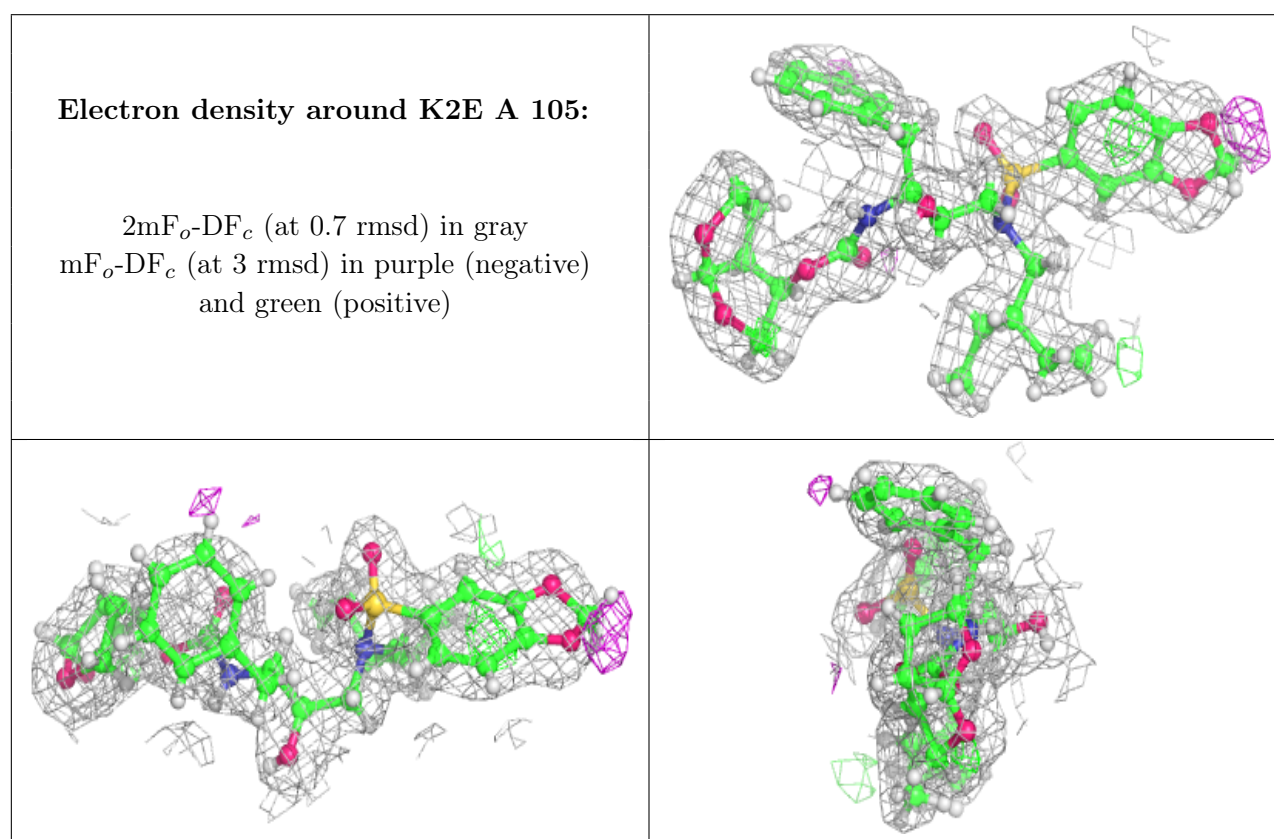 Electron density around K2E A 105:
2mFₒ-DF𝒸 (at 0.7 rmsd) in gray
mFₒ-DF𝒸 (at 3 rmsd) in purple (negative)
and green (positive)